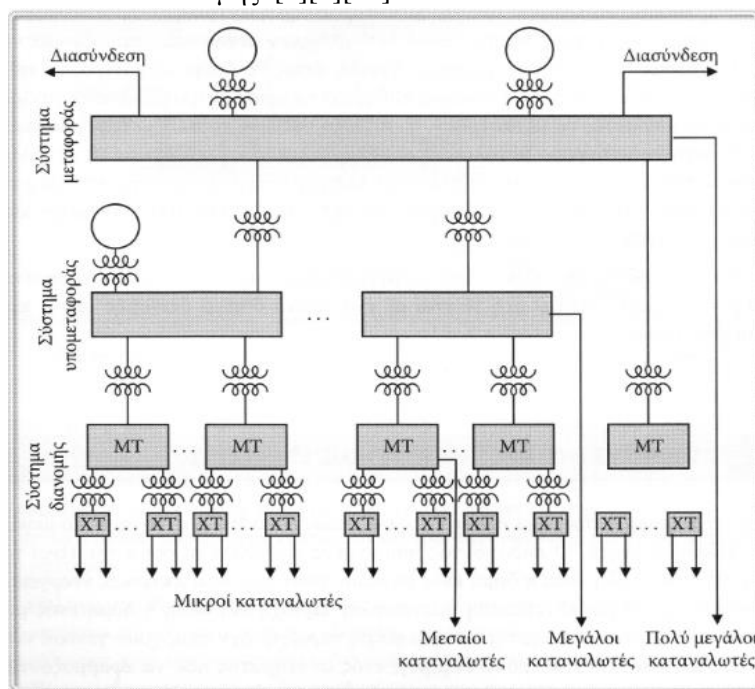 Διασύνδεση
Διασύνδεση
Σύστημα
μεταφοράς
Σύστημα
υπομεταφοράς
. . .
Σύστημα
διανομής
ΜΤ ... ΜΤ ΜΤ ... ΜΤ ΜΤ
ΧΤ ... ΧΤ ΧΤ ... ΧΤ ΧΤ ... ΧΤ ΧΤ ... ΧΤ ΧΤ ... ΧΤ
Μικροί καταναλωτές
Μεσαίοι
καταναλωτές
Μεγάλοι
καταναλωτές
Πολύ μεγάλοι
καταναλωτές